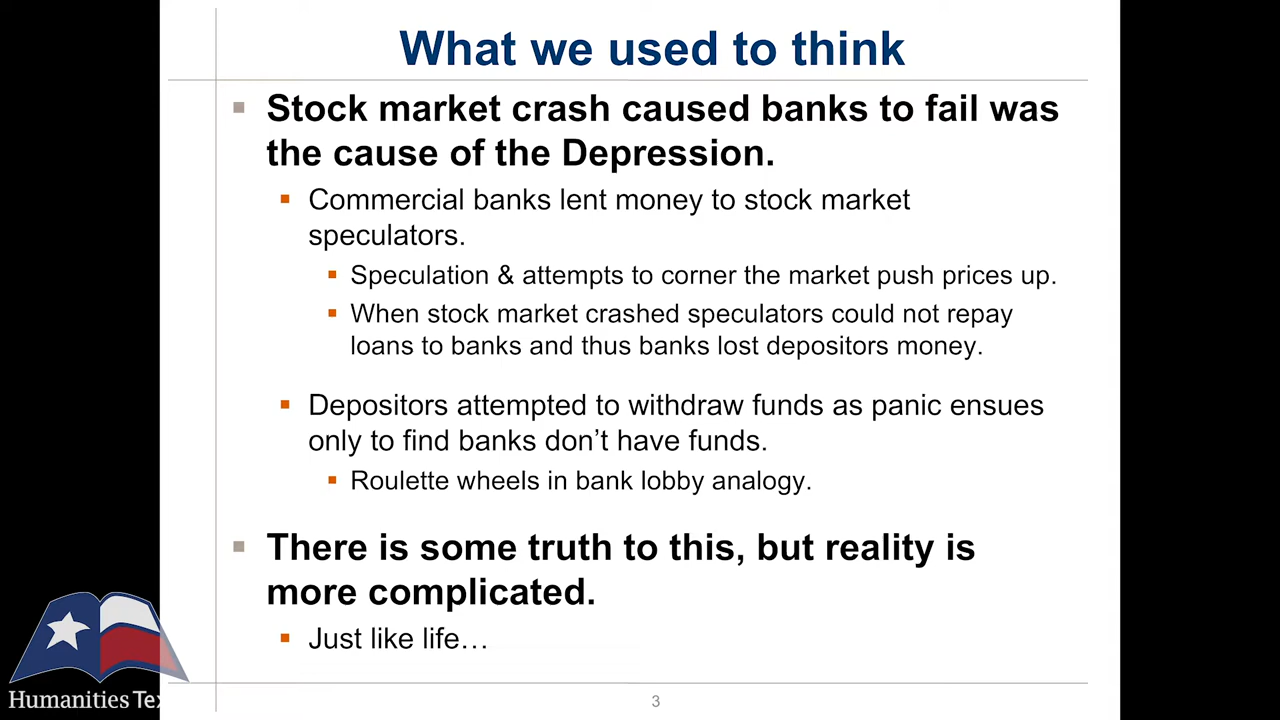 What we used to think
Stock market crash caused banks to fail was
the cause of the Depression.
Commercial banks lent money to stock market
speculators.
Speculation & attempts to corner the market push prices up.
When stock market crashed speculators could not repay
loans to banks and thus banks lost depositors money.
Depositors attempted to withdraw funds as panic ensues
only to find banks don’t have funds.
Roulette wheels in bank lobby analogy.
There is some truth to this, but reality is
more complicated.
Just like life…
Humanities Te
3